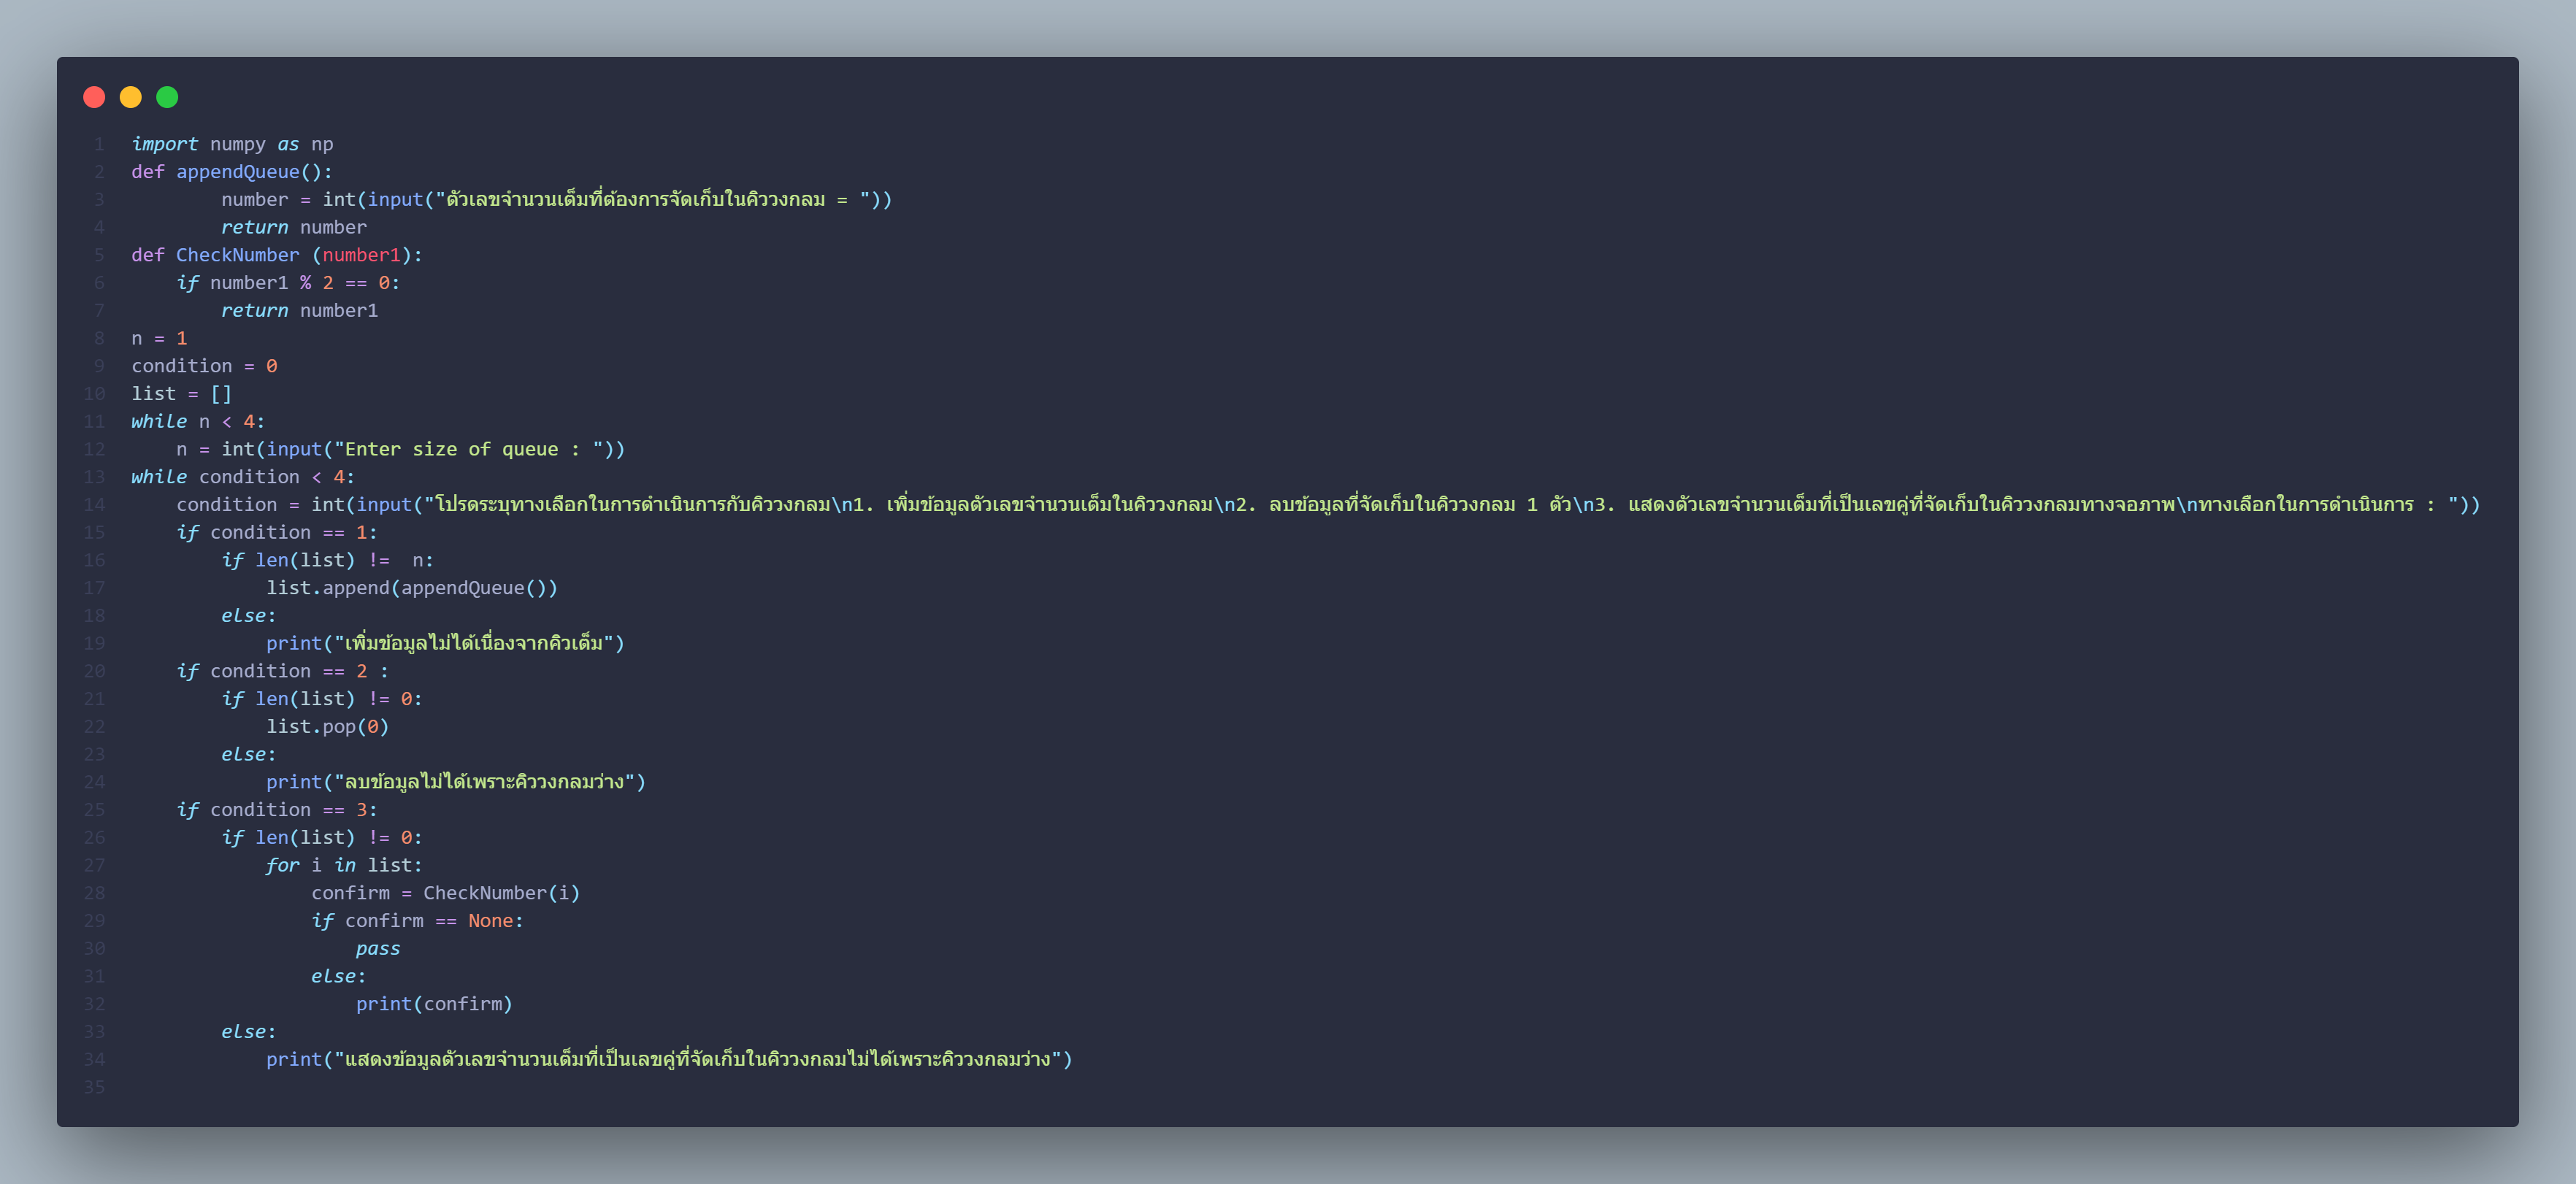 1 import numpy as np
2 def appendQueue():
3         number = int(input("ตัวเลขจำนวนเต็มที่ต้องการจัดเก็บในคิววงกลม = "))
4         return number
5 def CheckNumber (number1):
6     if number1 % 2 == 0:
7         return number1
8 n = 1
9 condition = 0
10 list = []
11 while n < 4:
12     n = int(input("Enter size of queue : "))
13 while condition < 4:
14     condition = int(input("โปรดระบุทางเลือกในการดำเนินการกับคิววงกลม\n1. เพิ่มข้อมูลตัวเลขจำนวนเต็มในคิววงกลม\n2. ลบข้อมูลที่จัดเก็บในคิววงกลม 1 ตัว\n3. แสดงตัวเลขจำนวนเต็มที่เป็นเลขคู่ที่จัดเก็บในคิววงกลมทางจอภาพ\nทางเลือกในการดำเนินการ : "))
15     if condition == 1:
16         if len(list) !=  n:
17             list.append(appendQueue())
18         else:
19             print("เพิ่มข้อมูลไม่ได้เนื่องจากคิวเต็ม")
20     if condition == 2 :
21         if len(list) != 0:
22             list.pop(0)
23         else:
24             print("ลบข้อมูลไม่ได้เพราะคิววงกลมว่าง")
25     if condition == 3:
26         if len(list) != 0:
27             for i in list:
28                 confirm = CheckNumber(i)
29                 if confirm == None:
30                     pass
31                 else:
32                     print(confirm)
33         else:
34             print("แสดงข้อมูลตัวเลขจำนวนเต็มที่เป็นเลขคู่ที่จัดเก็บในคิววงกลมไม่ได้เพราะคิววงกลมว่าง")
35